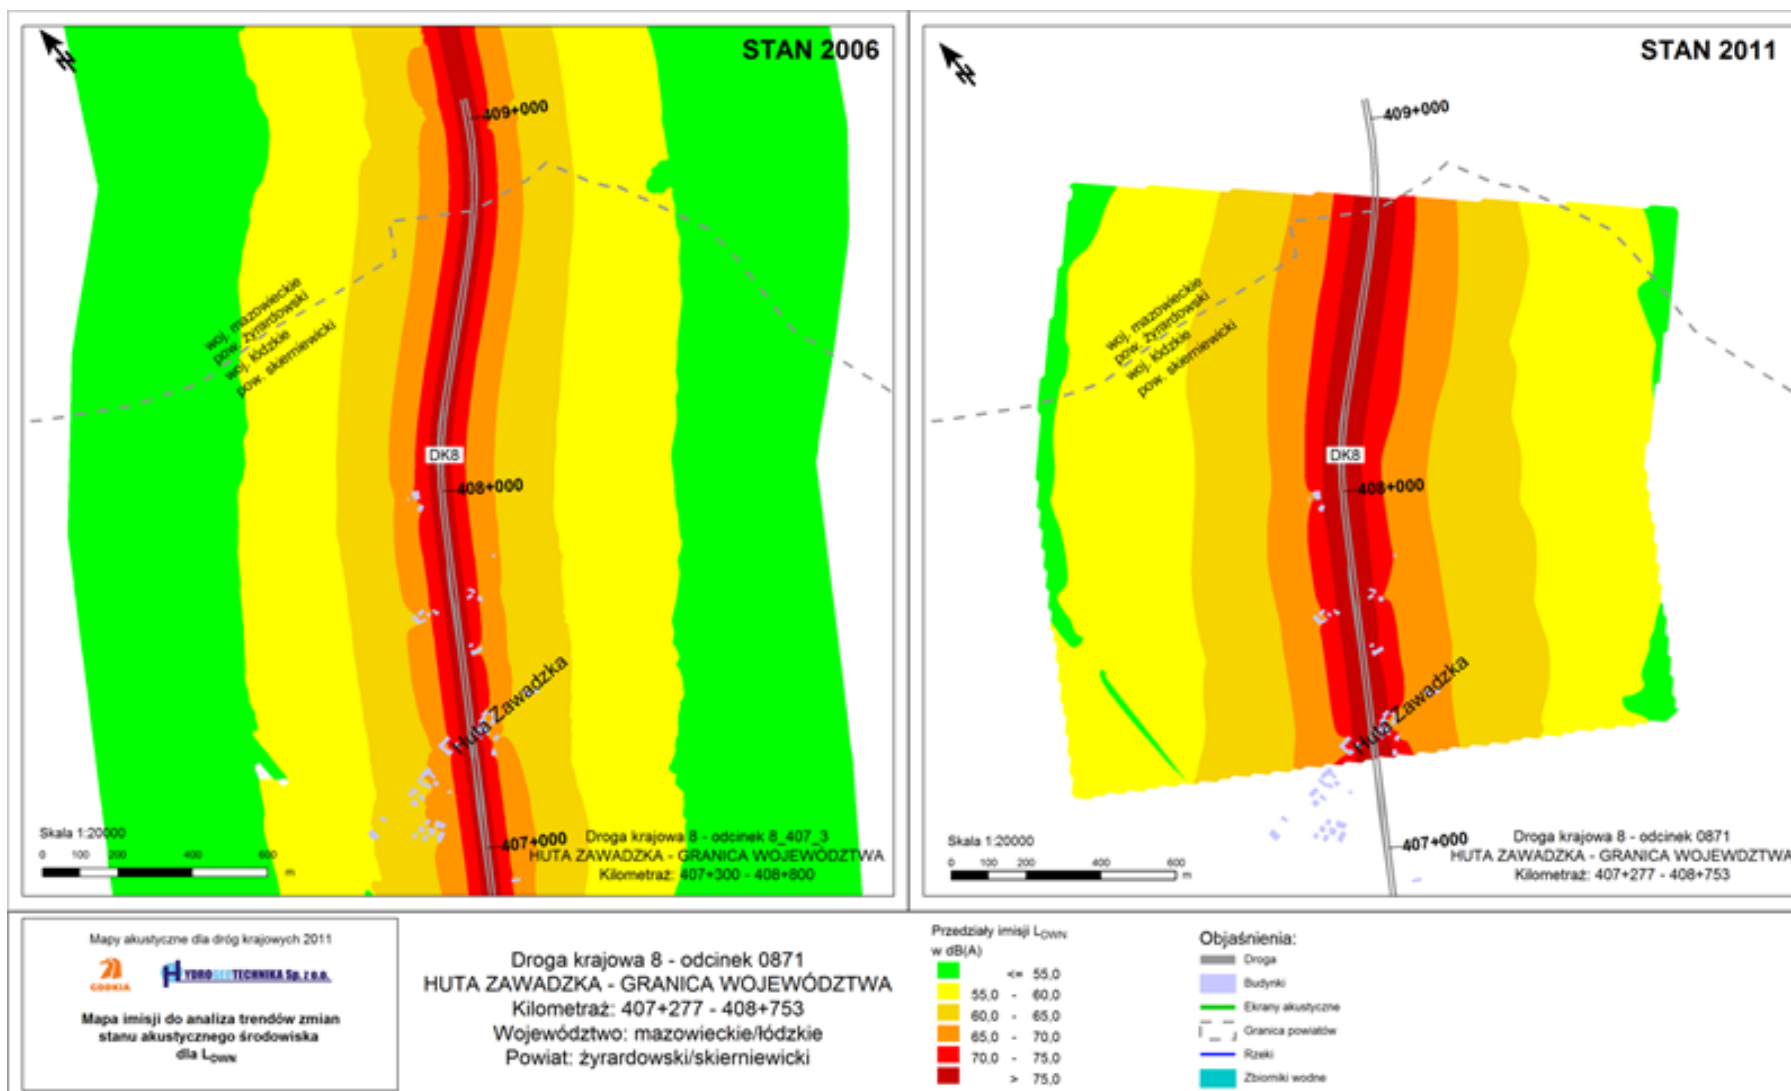 STAN 2006
N
409+000
woj. mazowieckie
pow. żyrardowski
woj. łódzkie
pow. skierniewicki
DK8
408+000
Huta Zawadzka
407+000
Skala 1:20000
0 100 200 400 600
m
Droga krajowa 8 - odcinek 8_407_3
HUTA ZAWADZKA - GRANICA WOJEWÓDZTWA
Kilometraż: 407+300 - 408+800
STAN 2011
N
409+000
woj. mazowieckie
pow. żyrardowski
woj. łódzkie
pow. skierniewicki
DK8
408+000
Huta Zawadzka
407+000
Skala 1:20000
0 100 200 400 600
m
Droga krajowa 8 - odcinek 0871
HUTA ZAWADZKA - GRANICA WOJEWDZTWA
Kilometraż: 407+277 - 408+753
Mapy akustyczne dla dróg krajowych 2011
GDDKIA
HYDROGEOTECHNIKA Sp. z o.o.
Mapa imisji do analiza trendów zmian
stanu akustycznego środowiska
dla LDWN
Droga krajowa 8 - odcinek 0871
HUTA ZAWADZKA - GRANICA WOJEWÓDZTWA
Kilometraż: 407+277 - 408+753
Województwo: mazowieckie/łódzkie
Powiat: żyrardowski/skierniewicki
Przedziały imisji LDWN
w dB(A)
<= 55,0
55,0 - 60,0
60,0 - 65,0
65,0 - 70,0
70,0 - 75,0
> 75,0
Objaśnienia:
Droga
Budynki
Ekrany akustyczne
Granica powiatów
Rzeki
Zbiorniki wodne